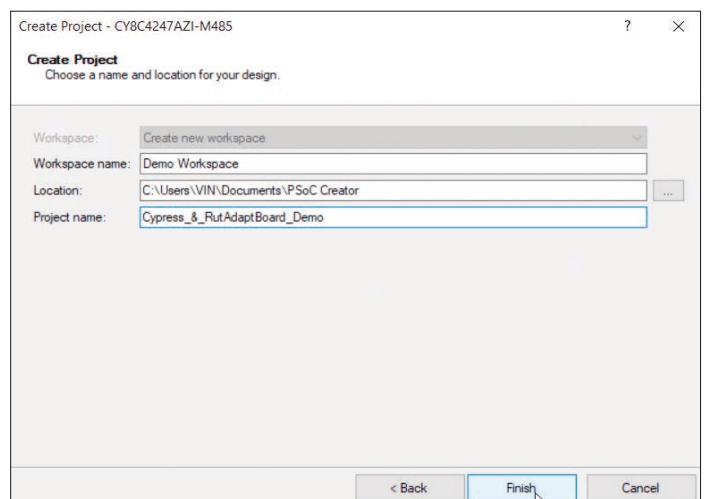 Create Project - CY8C4247AZI-M485 ? ×
Create Project
Choose a name and location for your design.
Workspace: Create new workspace
Workspace name: Demo Workspace
Location: C:\Users\VIN\Documents\PSoC Creator ...
Project name: Cypress_&_RutAdaptBoard_Demo
< Back Finish Cancel